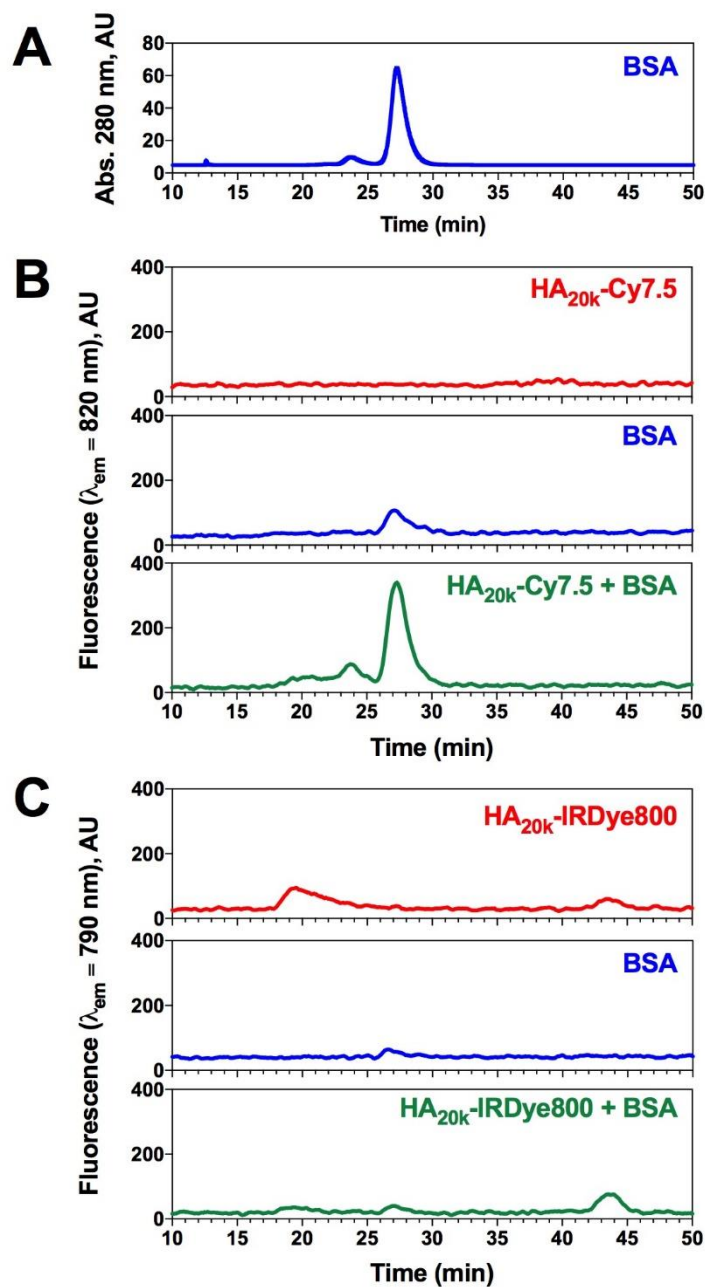 A
Abs. 280 nm, AU
80
60
40
20
0
BSA
10 15 20 25 30 35 40 45 50
Time (min)
B
Fluorescence (λem = 820 nm), AU
400
200
0
HA20k-Cy7.5
400
200
0
BSA
400
200
0
HA20k-Cy7.5 + BSA
10 15 20 25 30 35 40 45 50
Time (min)
C
Fluorescence (λem = 790 nm), AU
400
200
0
HA20k-IRDye800
400
200
0
BSA
400
200
0
HA20k-IRDye800 + BSA
10 15 20 25 30 35 40 45 50
Time (min)